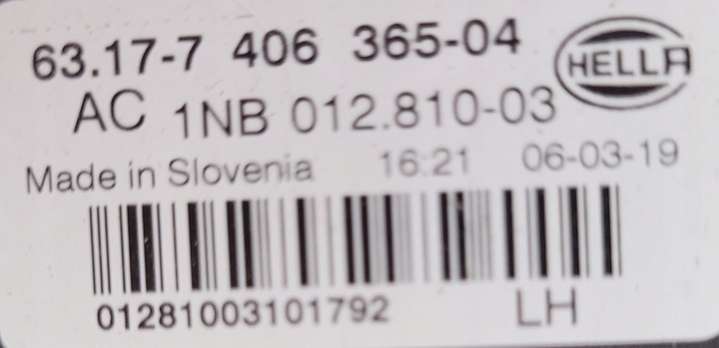 63.17-7 406 365-04
HELLA
AC 1NB 012.810-03
Made in Slovenia 16:21 06-03-19
01281003101792 LH